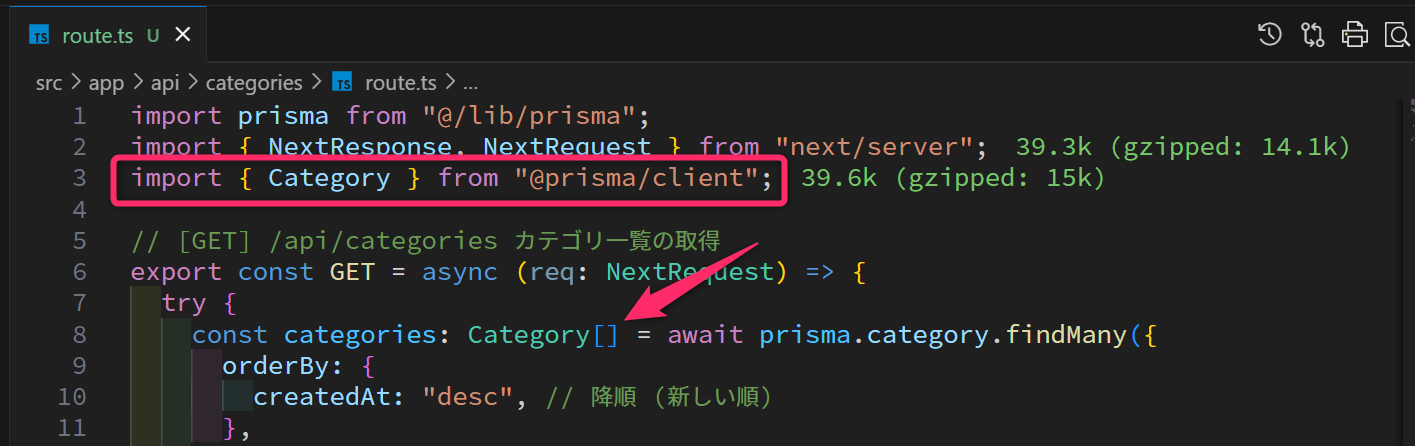 TS route.ts U
src > app > api > categories > TS route.ts > ...
1 import prisma from "@/lib/prisma";
2 import { NextResponse, NextRequest } from "next/server"; 39.3k (gzipped: 14.1k)
3 import { Category } from "@prisma/client"; 39.6k (gzipped: 15k)
4
5 // [GET] /api/categories カテゴリ一覧の取得
6 export const GET = async (req: NextRequest) => {
7 try {
8 const categories: Category[] = await prisma.category.findMany({
9 orderBy: {
10 createdAt: "desc", // 降順 (新しい順)
11 },